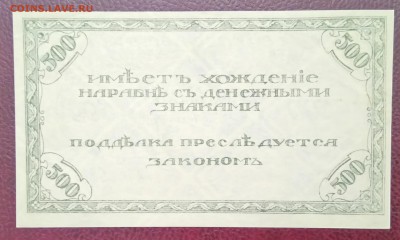 COINS.LAVE.RU
500
500
ИМѢЕТЪ ХОЖДЕНІЕ
НАРАВНѢ СЪ ДЕНЕЖНЫМИ
ЗНАКАМИ
ПОДДѢЛКА ПРЕСЛѢДУЕТСЯ
ЗАКОНОМЪ
500
500